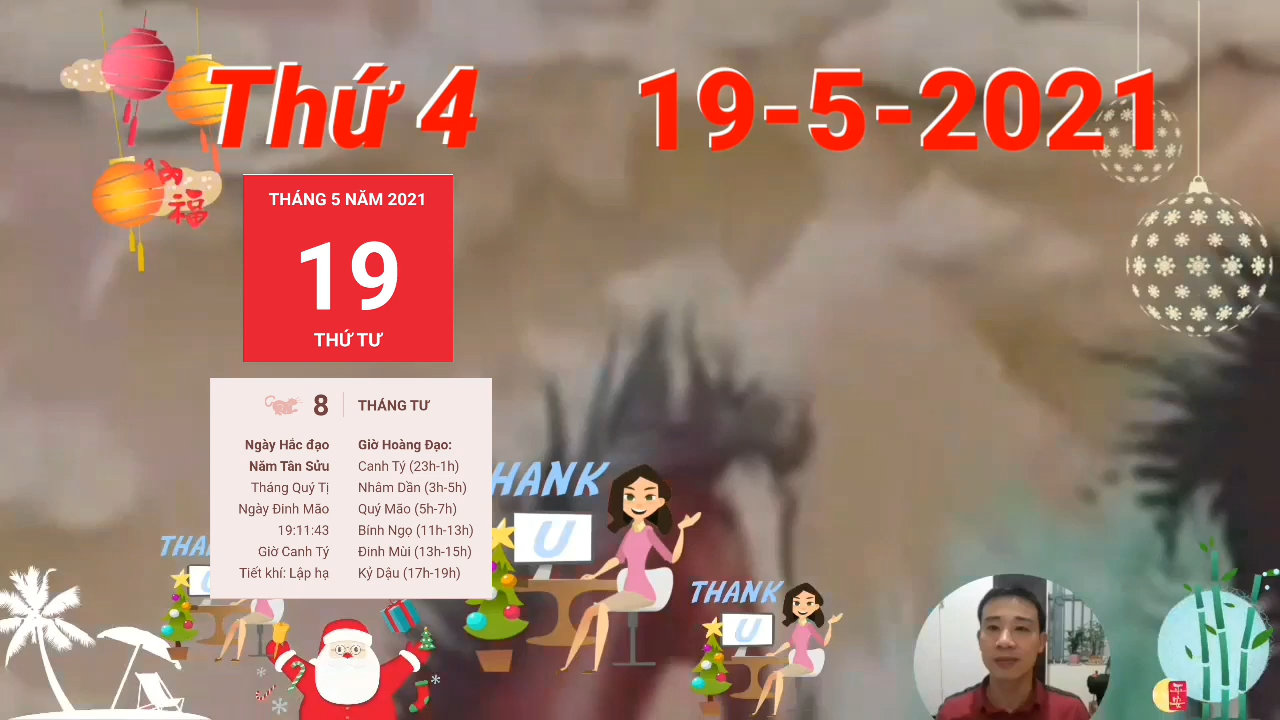 Thứ 4 19-5-2021
福
THÁNG 5 NĂM 2021
19
THỨ TƯ
8 THÁNG TƯ
Ngày Hắc đạo
Năm Tân Sửu
Tháng Quý Tị
Ngày Đinh Mão
19:11:43
Giờ Canh Tý
Tiết khí: Lập hạ
Giờ Hoàng Đạo:
Canh Tý (23h-1h)
Nhâm Dần (3h-5h)
Quý Mão (5h-7h)
Bính Ngọ (11h-13h)
Đinh Mùi (13h-15h)
Kỷ Dậu (17h-19h)
HANK
U
THA
THANK
U